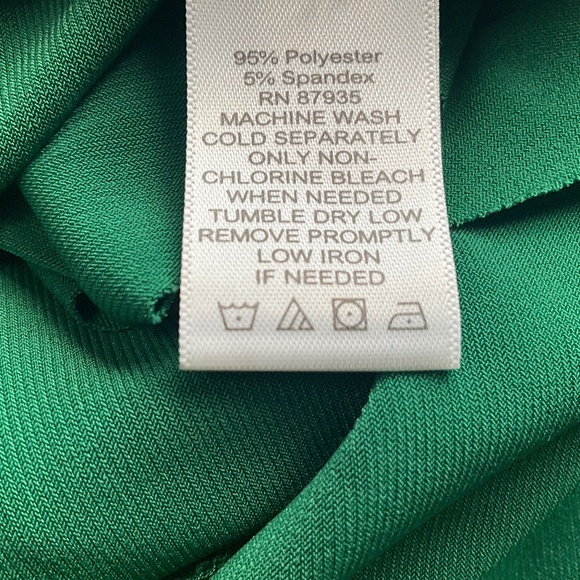 95% Polyester
5% Spandex
RN 87935
MACHINE WASH
COLD SEPARATELY
ONLY NON-
CHLORINE BLEACH
WHEN NEEDED
TUMBLE DRY LOW
REMOVE PROMPTLY
LOW IRON
IF NEEDED